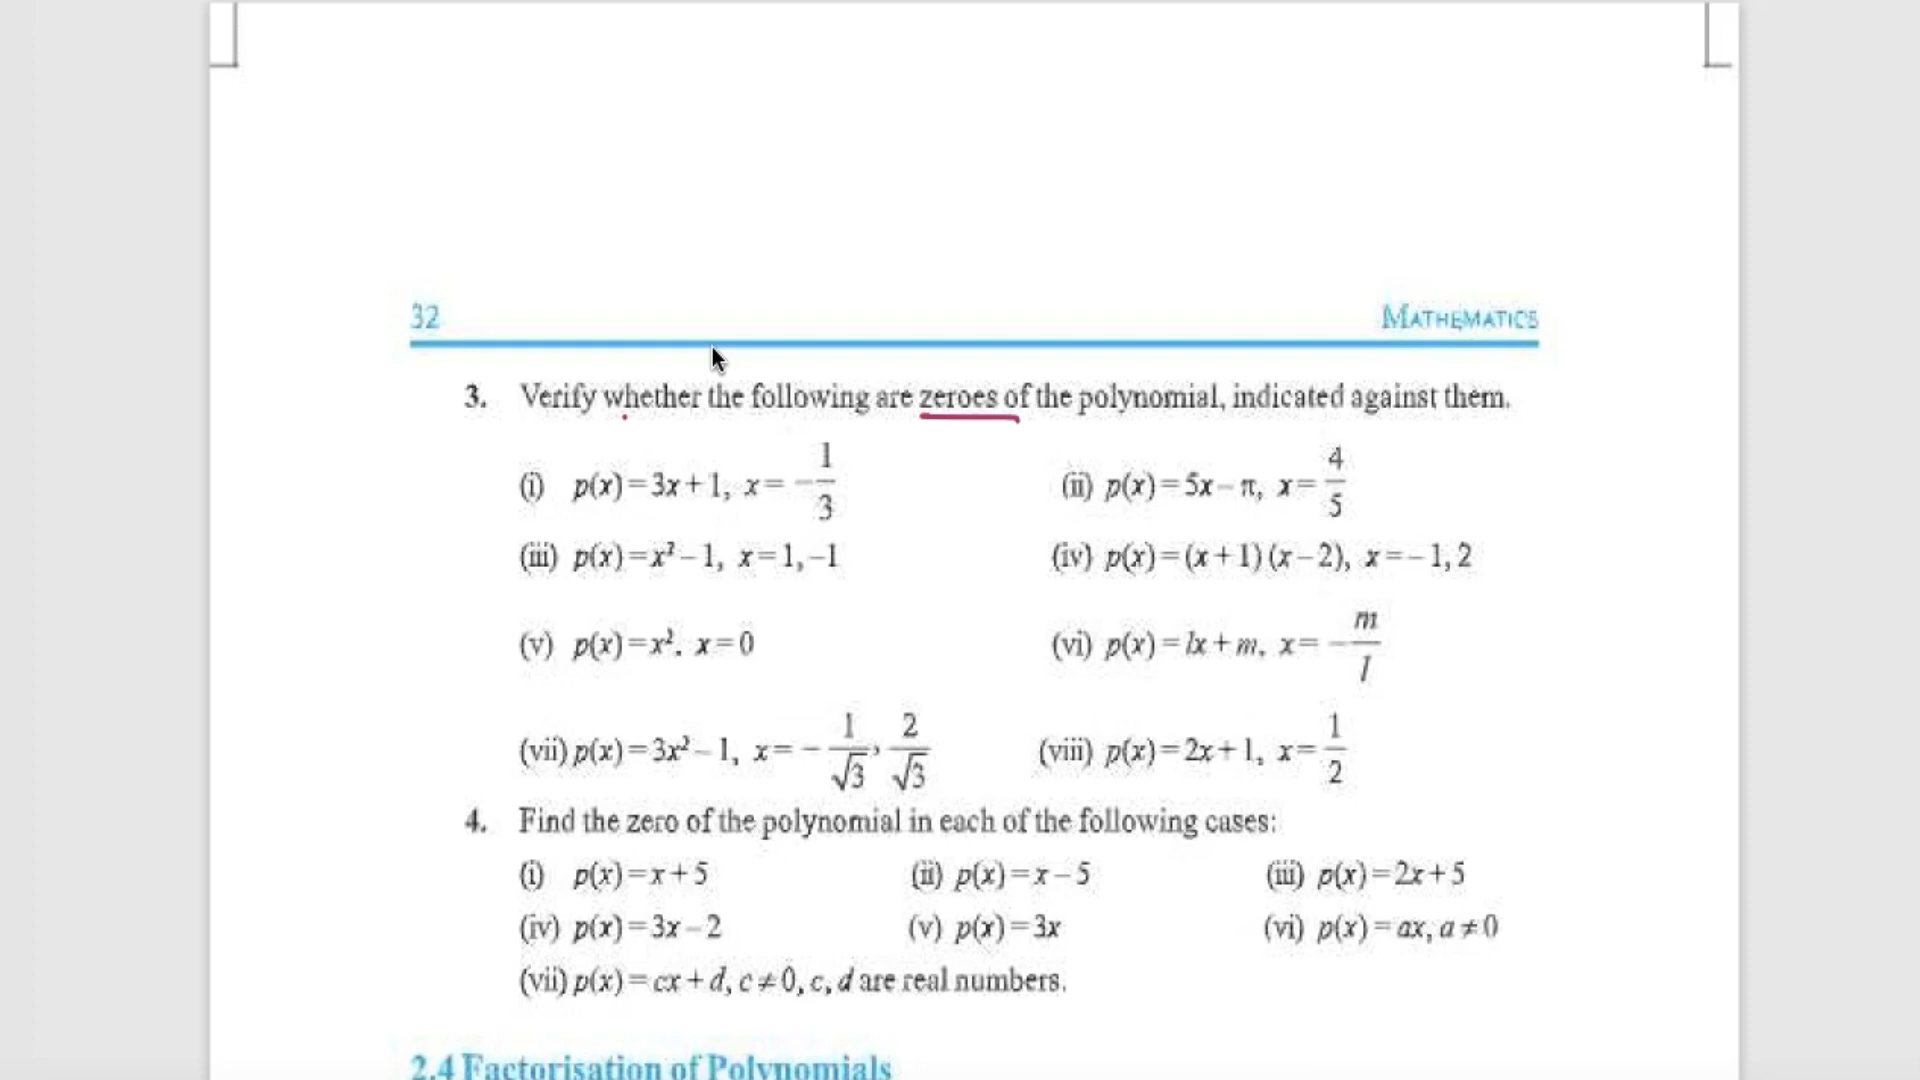 32 MATHEMATICS
3. Verify whether the following are zeroes of the polynomial, indicated against them.
(i) p(x) = 3x + 1, x = −1/3 (ii) p(x) = 5x – π, x = 4/5
(iii) p(x) = x² – 1, x = 1, –1 (iv) p(x) = (x + 1) (x – 2), x = – 1, 2
(v) p(x) = x², x = 0 (vi) p(x) = lx + m, x = −m/l
(vii) p(x) = 3x² – 1, x = −1/√3, 2/√3 (viii) p(x) = 2x + 1, x = 1/2
4. Find the zero of the polynomial in each of the following cases:
(i) p(x) = x + 5 (ii) p(x) = x – 5 (iii) p(x) = 2x + 5
(iv) p(x) = 3x – 2 (v) p(x) = 3x (vi) p(x) = ax, a ≠ 0
(vii) p(x) = cx + d, c ≠ 0, c, d are real numbers.
2.4 Factorisation of Polynomials